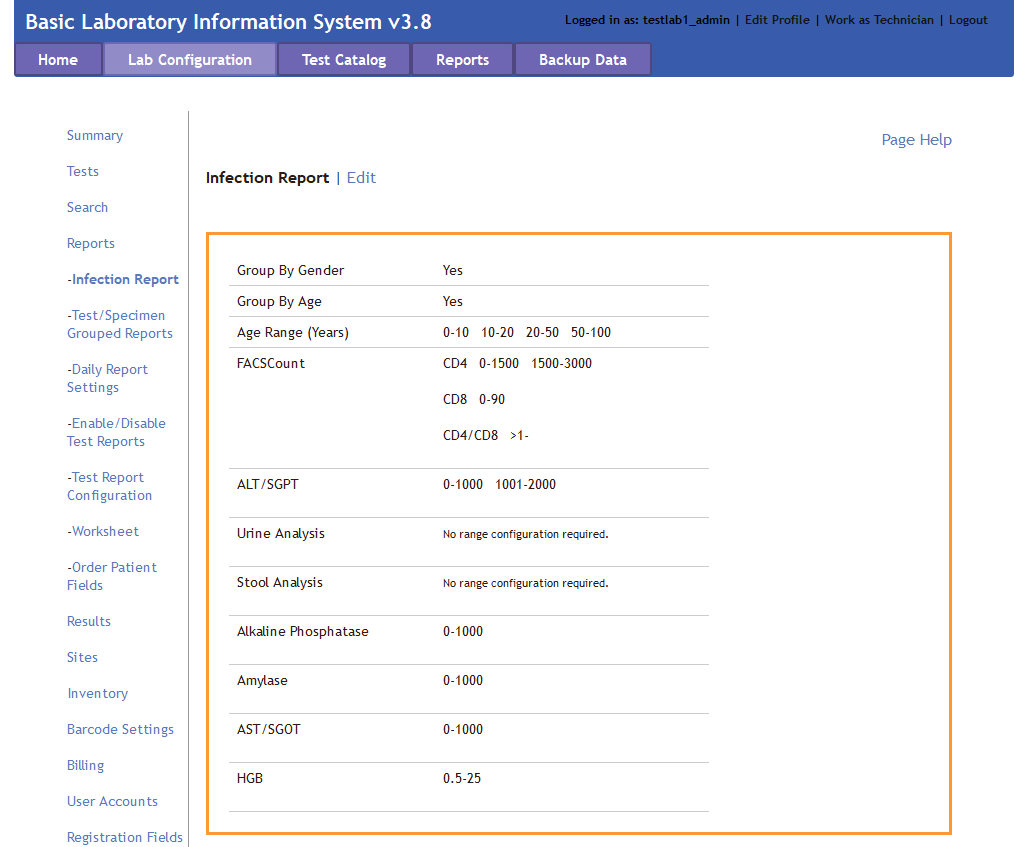 Basic Laboratory Information System v3.8
Logged in as: testlab1_admin | Edit Profile | Work as Technician | Logout
Home Lab Configuration Test Catalog Reports Backup Data
Page Help
Summary
Tests
Search
Reports
-Infection Report
-Test/Specimen
Grouped Reports
-Daily Report
Settings
-Enable/Disable
Test Reports
-Test Report
Configuration
-Worksheet
-Order Patient
Fields
Results
Sites
Inventory
Barcode Settings
Billing
User Accounts
Registration Fields
Infection Report | Edit
Group By Gender Yes
Group By Age Yes
Age Range (Years) 0-10 10-20 20-50 50-100
FACSCount CD4 0-1500 1500-3000
CD8 0-90
CD4/CD8 >1-
ALT/SGPT 0-1000 1001-2000
Urine Analysis No range configuration required.
Stool Analysis No range configuration required.
Alkaline Phosphatase 0-1000
Amylase 0-1000
AST/SGOT 0-1000
HGB 0.5-25